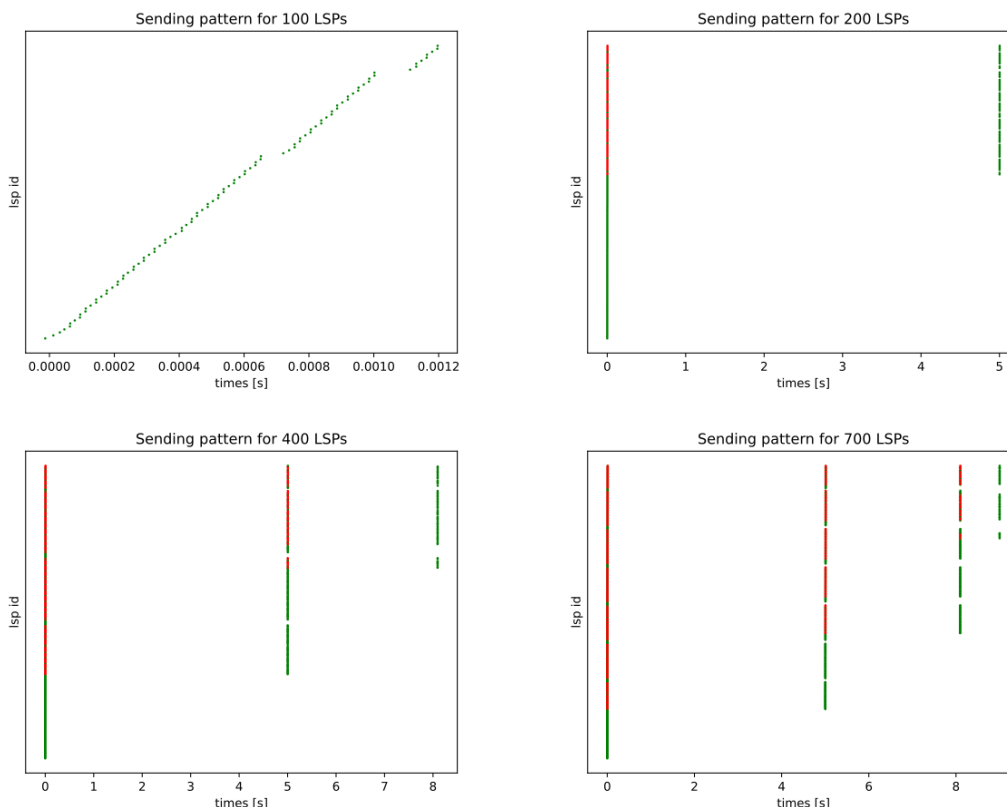 Sending pattern for 100 LSPs
lsp id
0.0000 0.0002 0.0004 0.0006 0.0008 0.0010 0.0012
times [s]
Sending pattern for 200 LSPs
lsp id
0 1 2 3 4 5
times [s]
Sending pattern for 400 LSPs
lsp id
0 1 2 3 4 5 6 7 8
times [s]
Sending pattern for 700 LSPs
lsp id
0 2 4 6 8
times [s]